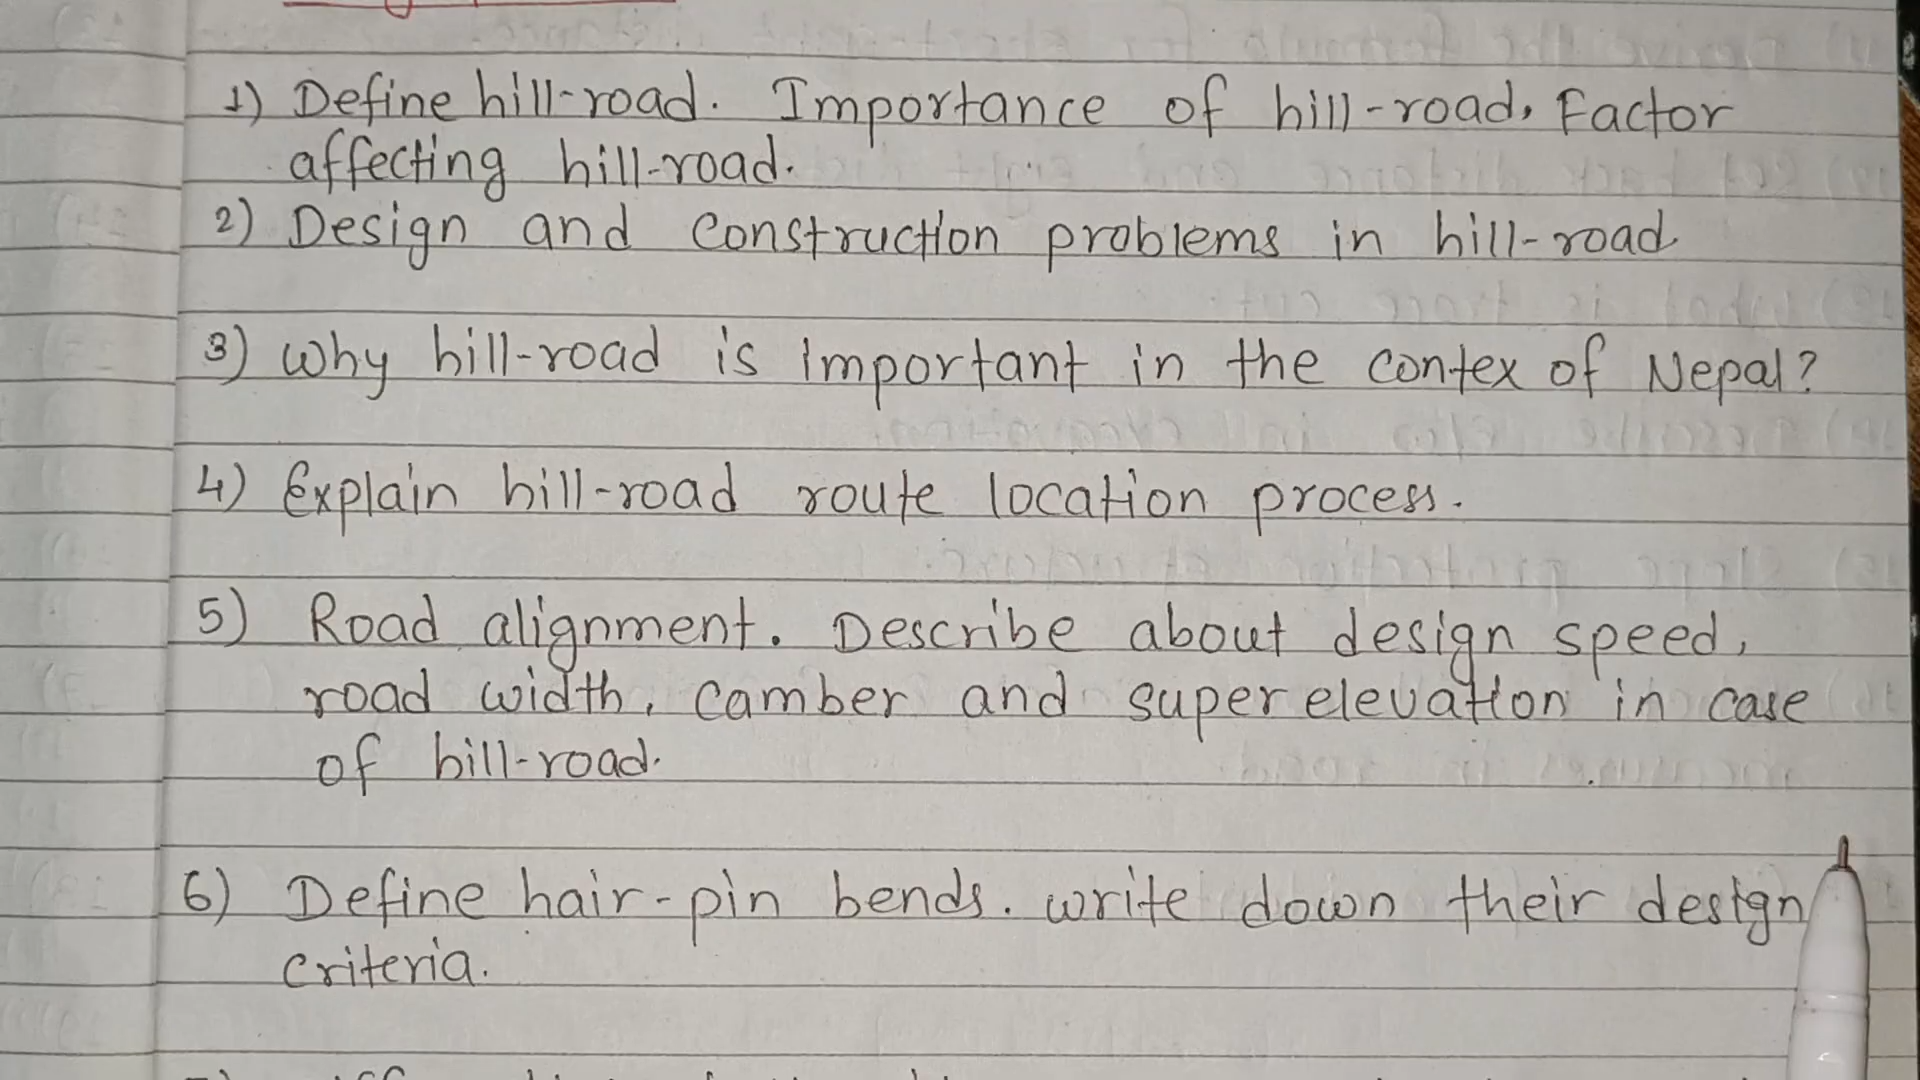 1) Define hill-road. Importance of hill-road, Factor
affecting hill-road.
2) Design and construction problems in hill-road
3) Why hill-road is important in the contex of Nepal?
4) Explain hill-road route location process.
5) Road alignment. Describe about design speed,
road width, camber and super elevation in case
of hill-road.
6) Define hair-pin bends. write down their design
criteria.